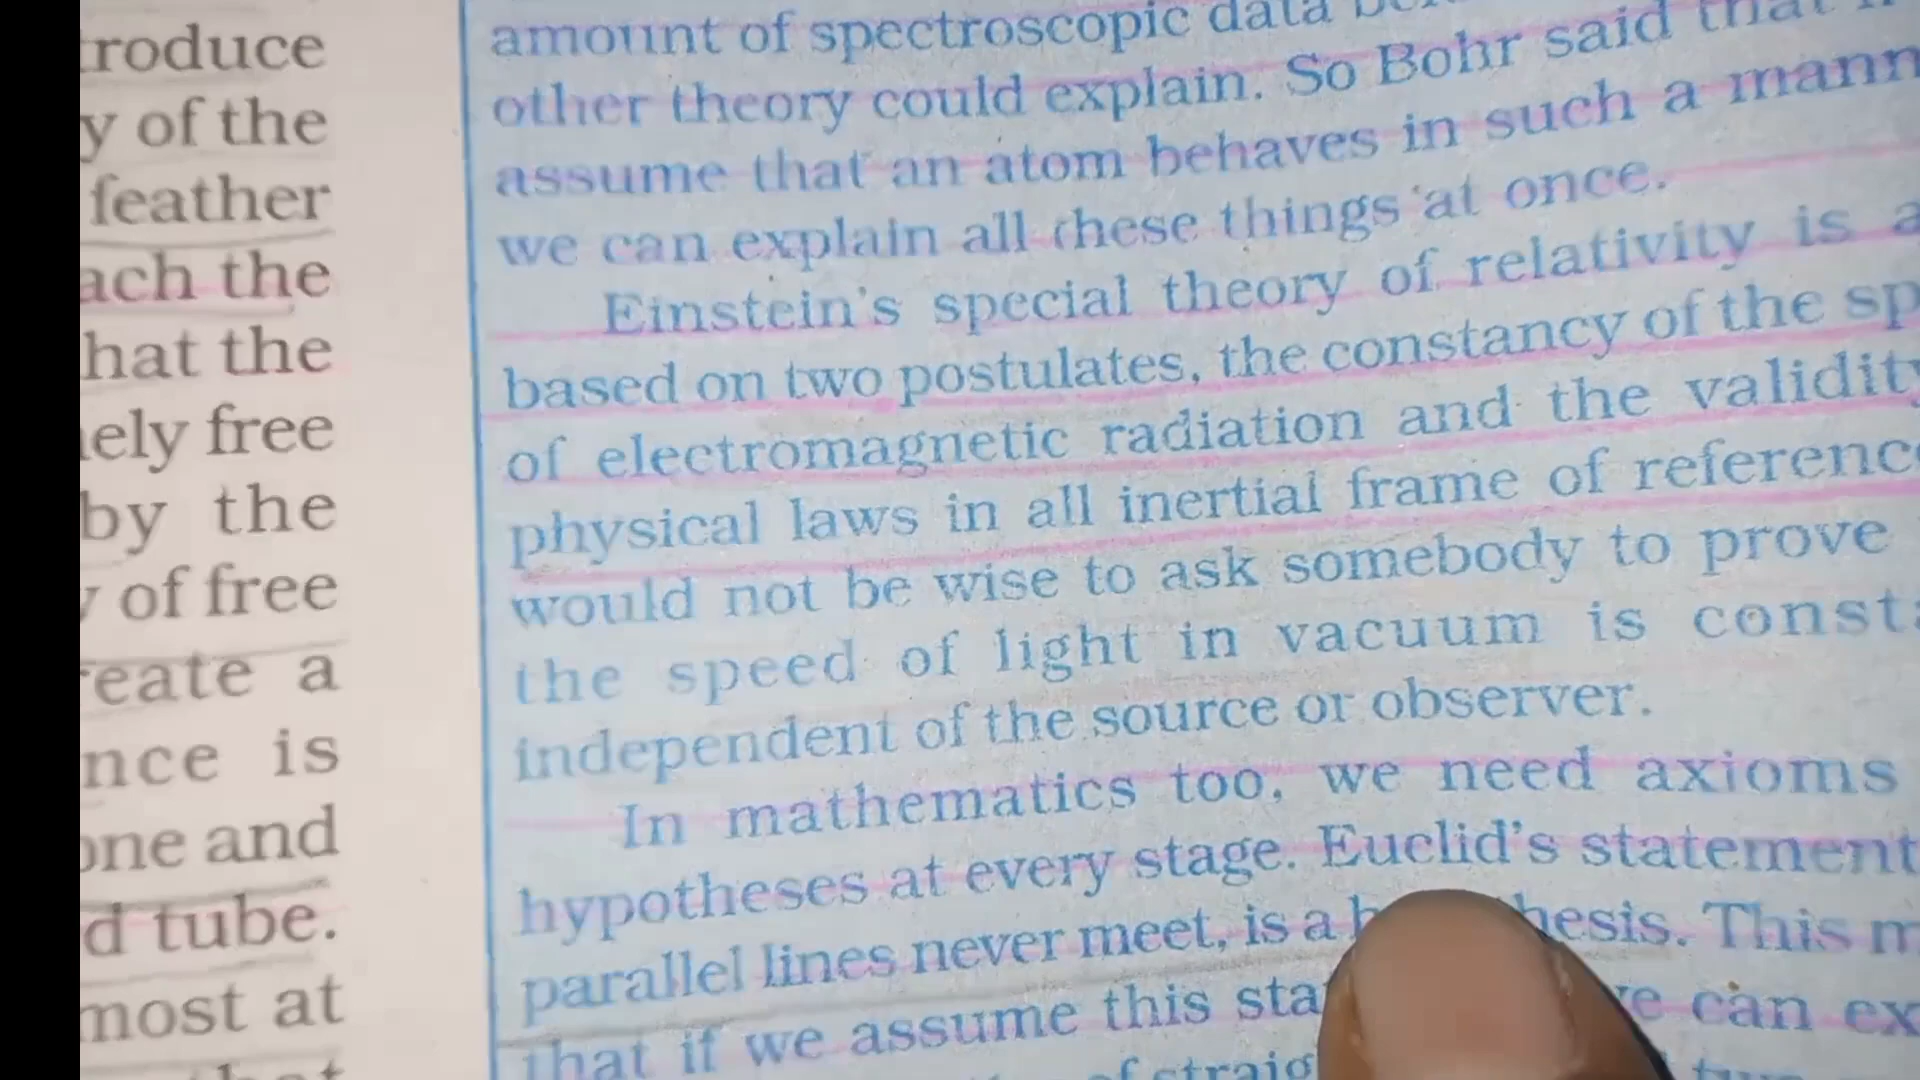 roduce
y of the
feather
ach the
hat the
ely free
by the
of free
eate a
nce is
one and
d tube.
most at
that
amount of spectroscopic data
other theory could explain. So Bohr said that
assume that an atom behaves in such a mann
we can explain all these things at once.
Einstein's special theory of relativity is a
based on two postulates, the constancy of the sp
of electromagnetic radiation and the validity
physical laws in all inertial frame of referenc
would not be wise to ask somebody to prove
the speed of light in vacuum is const
independent of the source or observer.
In mathematics too, we need axioms
hypotheses at every stage. Euclid's statement
parallel lines never meet, is a h hesis. This m
that if we assume this sta e can ex
of straig